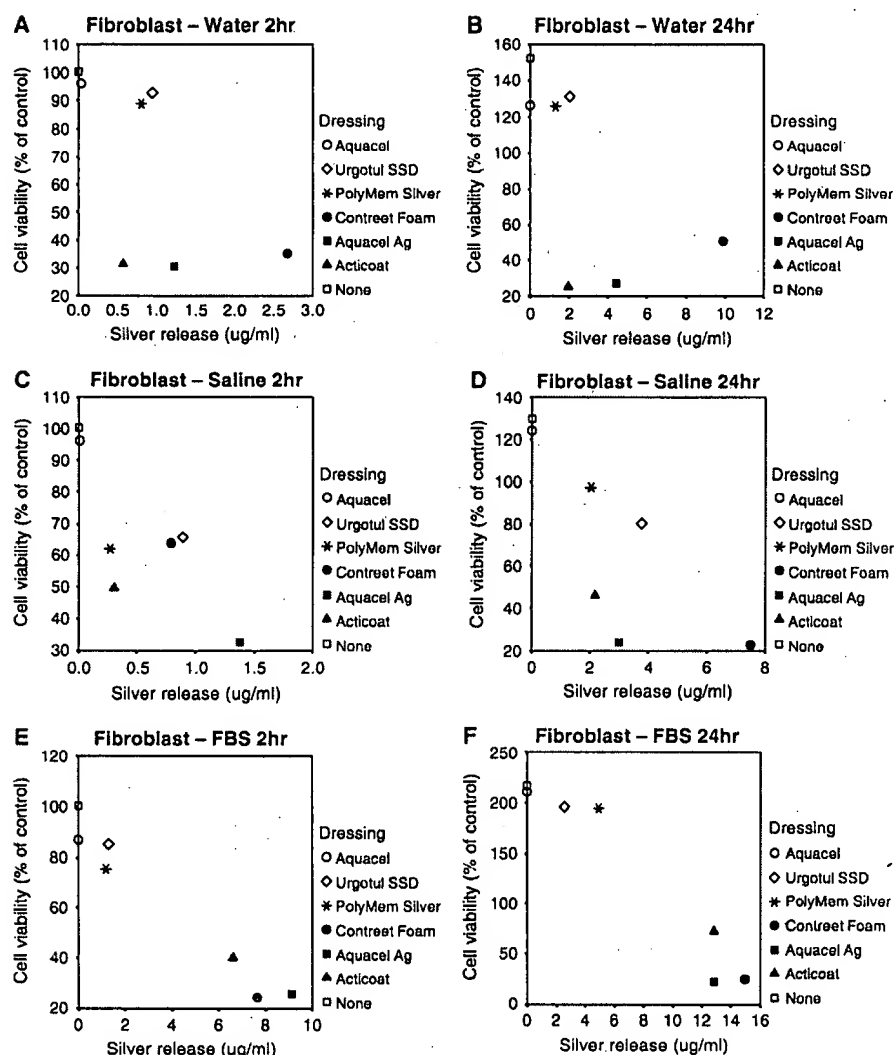 A Fibroblast – Water 2hr
Cell viability (% of control)
110
100
90
80
70
60
50
40
30
20
0.0 0.5 1.0 1.5 2.0 2.5 3.0
Silver release (ug/ml)
Dressing
Aquacel
Urgotul SSD
PolyMem Silver
Contreet Foam
Aquacel Ag
Acticoat
None
B Fibroblast – Water 24hr
Cell viability (% of control)
160
140
120
100
80
60
40
20
0 2 4 6 8 10 12
Silver release (ug/ml)
Dressing
Aquacel
Urgotul SSD
PolyMem Silver
Contreet Foam
Aquacel Ag
Acticoat
None
C Fibroblast – Saline 2hr
Cell viability (% of control)
110
100
90
80
70
60
50
40
30
0.0 0.5 1.0 1.5 2.0
Silver release (ug/ml)
Dressing
Aquacel
Urgotul SSD
PolyMem Silver
Contreet Foam
Aquacel Ag
Acticoat
None
D Fibroblast – Saline 24hr
Cell viability (% of control)
140
120
100
80
60
40
20
0 2 4 6 8
Silver release (ug/ml)
Dressing
Aquacel
Urgotul SSD
PolyMem Silver
Contreet Foam
Aquacel Ag
Acticoat
None
E Fibroblast – FBS 2hr
Cell viability (% of control)
120
100
80
60
40
20
0 2 4 6 8 10
Silver release (ug/ml)
Dressing
Aquacel
Urgotul SSD
PolyMem Silver
Contreet Foam
Aquacel Ag
Acticoat
None
F Fibroblast – FBS 24hr
Cell viability (% of control)
250
200
150
100
50
0
0 2 4 6 8 10 12 14 16
Silver release (ug/ml)
Dressing
Aquacel
Urgotul SSD
PolyMem Silver
Contreet Foam
Aquacel Ag
Acticoat
None